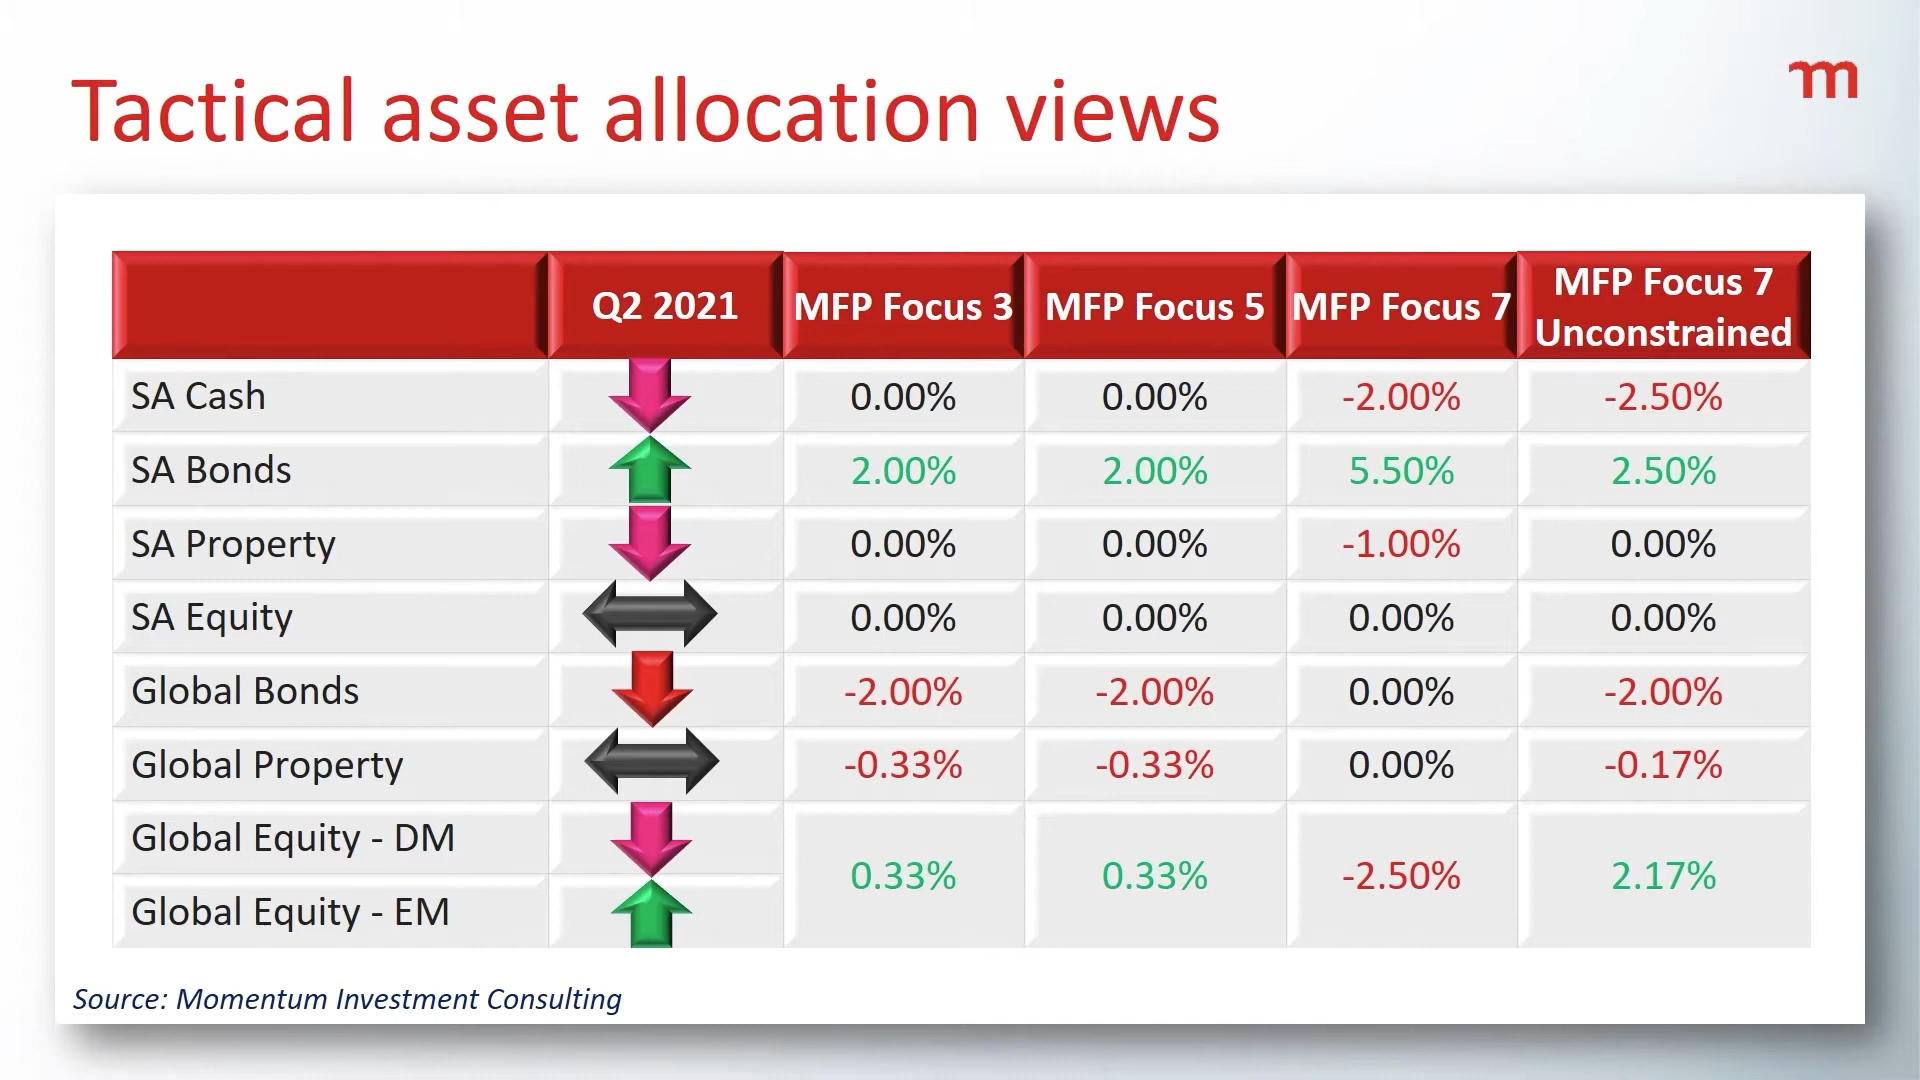 Tactical asset allocation views
m
Q2 2021 MFP Focus 3 MFP Focus 5 MFP Focus 7 MFP Focus 7 Unconstrained
SA Cash 0.00% 0.00% -2.00% -2.50%
SA Bonds 2.00% 2.00% 5.50% 2.50%
SA Property 0.00% 0.00% -1.00% 0.00%
SA Equity 0.00% 0.00% 0.00% 0.00%
Global Bonds -2.00% -2.00% 0.00% -2.00%
Global Property -0.33% -0.33% 0.00% -0.17%
Global Equity - DM
0.33% 0.33% -2.50% 2.17%
Global Equity - EM
Source: Momentum Investment Consulting